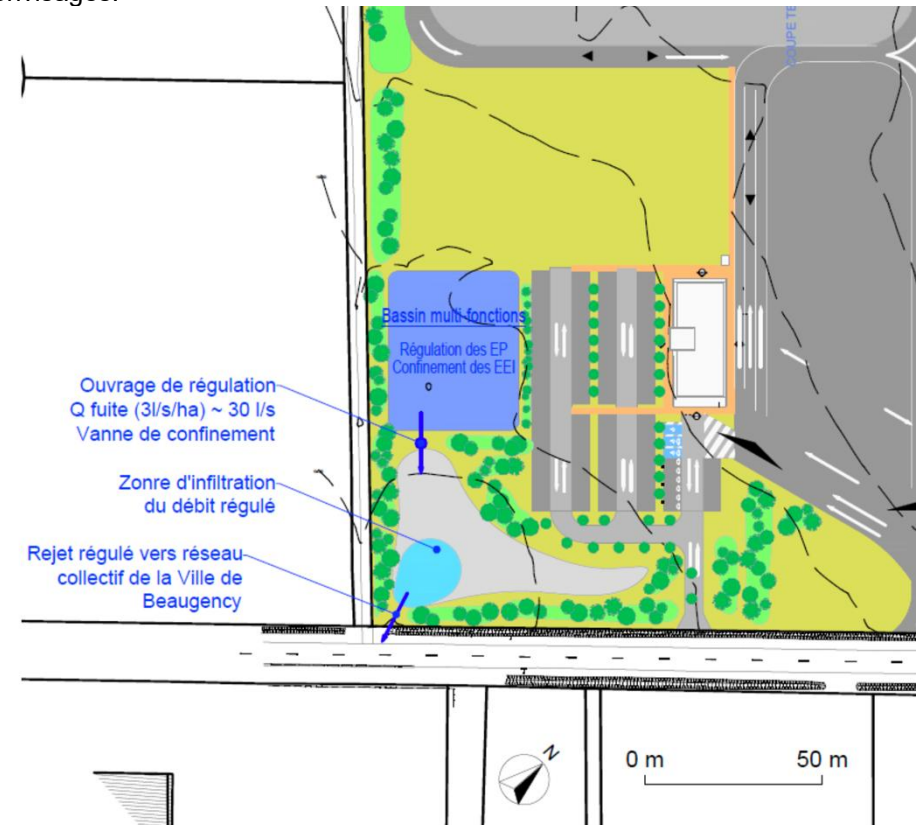 Bassin multi-fonctions
Régulation des EP
Confinement des EEI
Ouvrage de régulation
Q fuite (3l/s/ha) ~ 30 l/s
Vanne de confinement
Zonre d'infiltration
du débit régulé
Rejet régulé vers réseau
collectif de la Ville de
Beaugency
N
0 m 50 m